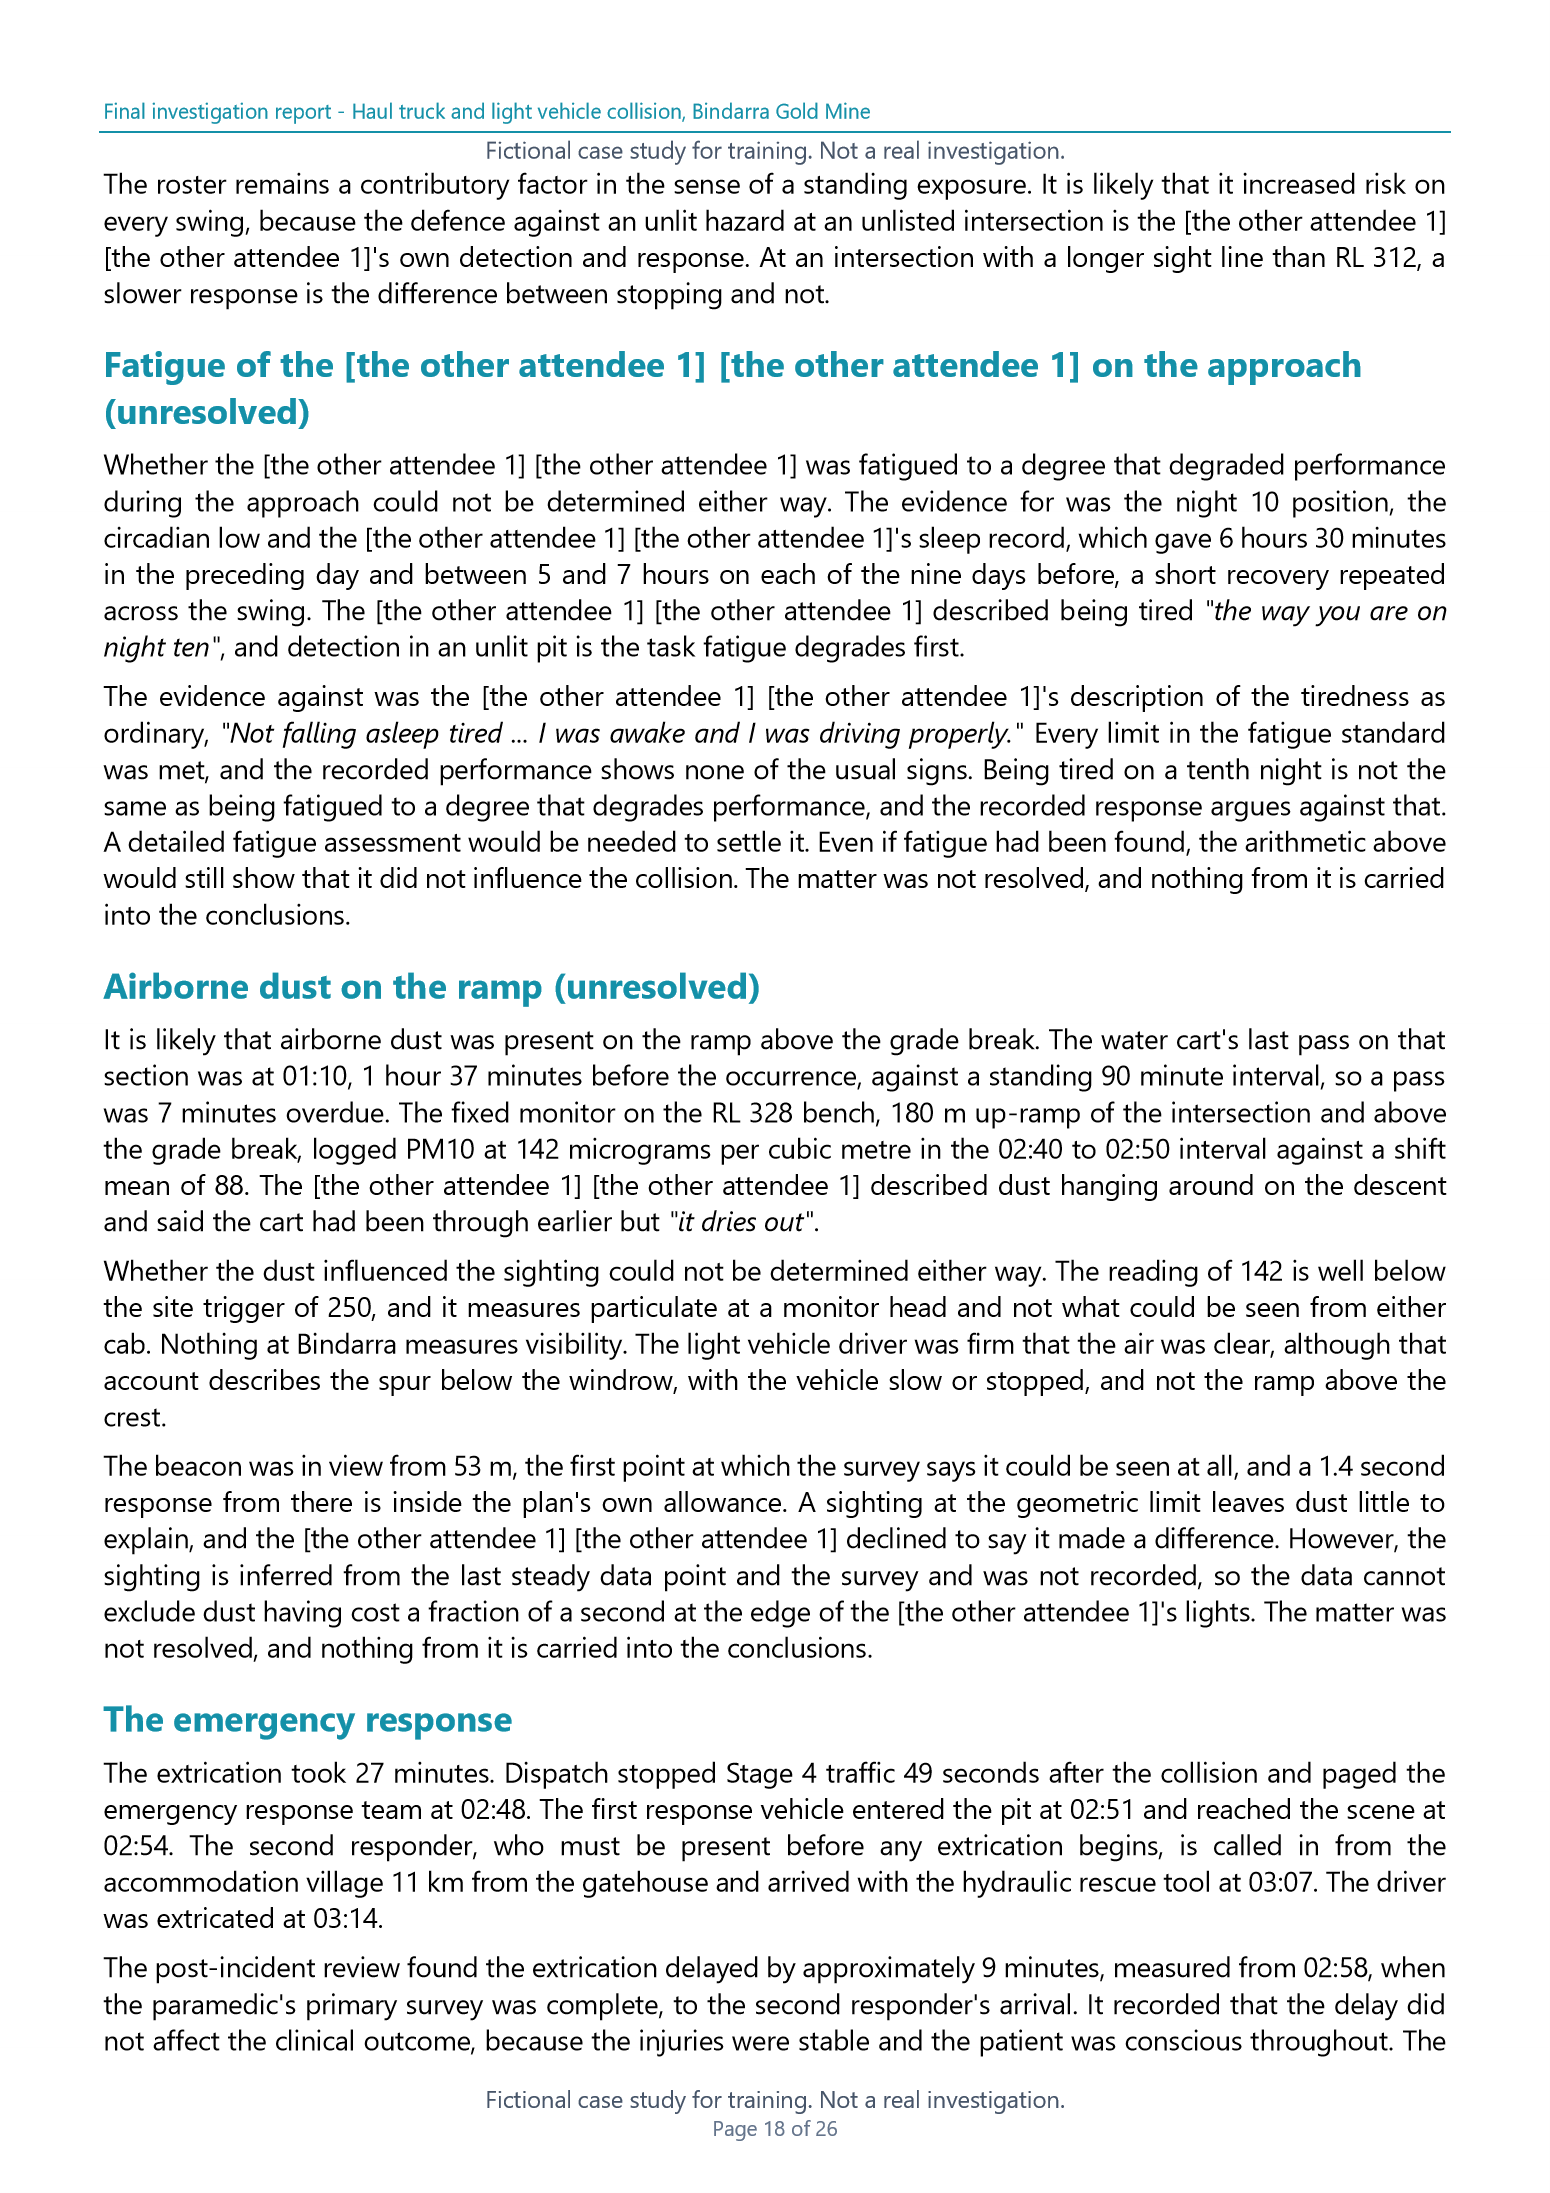 Final investigation report - Haul truck and light vehicle collision, Bindarra Gold Mine
Fictional case study for training. Not a real investigation.
The roster remains a contributory factor in the sense of a standing exposure. It is likely that it increased risk on
every swing, because the defence against an unlit hazard at an unlisted intersection is the [the other attendee 1]
[the other attendee 1]'s own detection and response. At an intersection with a longer sight line than RL 312, a
slower response is the difference between stopping and not.
Fatigue of the [the other attendee 1] [the other attendee 1] on the approach
(unresolved)
Whether the [the other attendee 1] [the other attendee 1] was fatigued to a degree that degraded performance
during the approach could not be determined either way. The evidence for was the night 10 position, the
circadian low and the [the other attendee 1] [the other attendee 1]'s sleep record, which gave 6 hours 30 minutes
in the preceding day and between 5 and 7 hours on each of the nine days before, a short recovery repeated
across the swing. The [the other attendee 1] [the other attendee 1] described being tired "the way you are on
night ten", and detection in an unlit pit is the task fatigue degrades first.
The evidence against was the [the other attendee 1] [the other attendee 1]'s description of the tiredness as
ordinary, "Not falling asleep tired ... I was awake and I was driving properly." Every limit in the fatigue standard
was met, and the recorded performance shows none of the usual signs. Being tired on a tenth night is not the
same as being fatigued to a degree that degrades performance, and the recorded response argues against that.
A detailed fatigue assessment would be needed to settle it. Even if fatigue had been found, the arithmetic above
would still show that it did not influence the collision. The matter was not resolved, and nothing from it is carried
into the conclusions.
Airborne dust on the ramp (unresolved)
It is likely that airborne dust was present on the ramp above the grade break. The water cart's last pass on that
section was at 01:10, 1 hour 37 minutes before the occurrence, against a standing 90 minute interval, so a pass
was 7 minutes overdue. The fixed monitor on the RL 328 bench, 180 m up-ramp of the intersection and above
the grade break, logged PM10 at 142 micrograms per cubic metre in the 02:40 to 02:50 interval against a shift
mean of 88. The [the other attendee 1] [the other attendee 1] described dust hanging around on the descent
and said the cart had been through earlier but "it dries out".
Whether the dust influenced the sighting could not be determined either way. The reading of 142 is well below
the site trigger of 250, and it measures particulate at a monitor head and not what could be seen from either
cab. Nothing at Bindarra measures visibility. The light vehicle driver was firm that the air was clear, although that
account describes the spur below the windrow, with the vehicle slow or stopped, and not the ramp above the
crest.
The beacon was in view from 53 m, the first point at which the survey says it could be seen at all, and a 1.4 second
response from there is inside the plan's own allowance. A sighting at the geometric limit leaves dust little to
explain, and the [the other attendee 1] [the other attendee 1] declined to say it made a difference. However, the
sighting is inferred from the last steady data point and the survey and was not recorded, so the data cannot
exclude dust having cost a fraction of a second at the edge of the [the other attendee 1]'s lights. The matter was
not resolved, and nothing from it is carried into the conclusions.
The emergency response
The extrication took 27 minutes. Dispatch stopped Stage 4 traffic 49 seconds after the collision and paged the
emergency response team at 02:48. The first response vehicle entered the pit at 02:51 and reached the scene at
02:54. The second responder, who must be present before any extrication begins, is called in from the
accommodation village 11 km from the gatehouse and arrived with the hydraulic rescue tool at 03:07. The driver
was extricated at 03:14.
The post-incident review found the extrication delayed by approximately 9 minutes, measured from 02:58, when
the paramedic's primary survey was complete, to the second responder's arrival. It recorded that the delay did
not affect the clinical outcome, because the injuries were stable and the patient was conscious throughout. The
Fictional case study for training. Not a real investigation.
Page 18 of 26